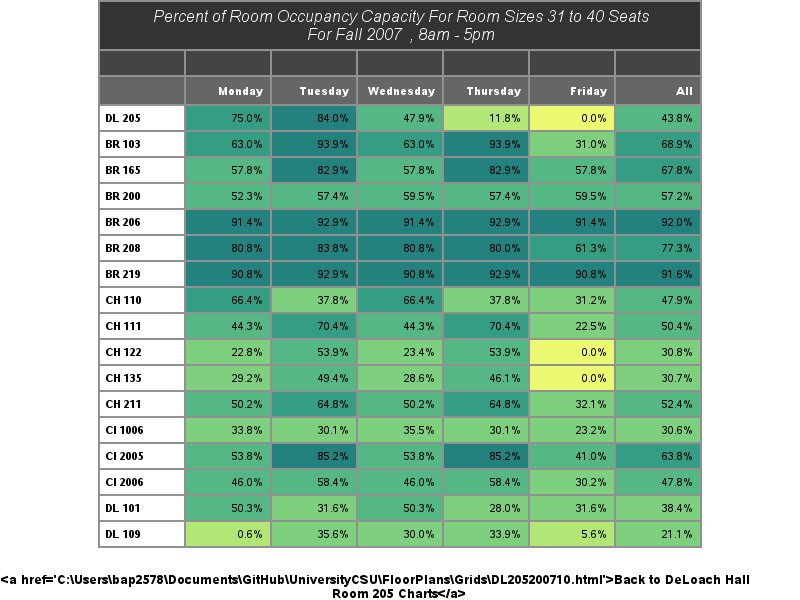 Percent of Room Occupancy Capacity For Room Sizes 31 to 40 Seats
For Fall 2007 , 8am - 5pm
Monday Tuesday Wednesday Thursday Friday All
DL 205 75.0% 84.0% 47.9% 11.8% 0.0% 43.8%
BR 103 63.0% 93.9% 63.0% 93.9% 31.0% 68.9%
BR 165 57.8% 82.9% 57.8% 82.9% 57.8% 67.8%
BR 200 52.3% 57.4% 59.5% 57.4% 59.5% 57.2%
BR 206 91.4% 92.9% 91.4% 92.9% 91.4% 92.0%
BR 208 80.8% 83.8% 80.8% 80.0% 61.3% 77.3%
BR 219 90.8% 92.9% 90.8% 92.9% 90.8% 91.6%
CH 110 66.4% 37.8% 66.4% 37.8% 31.2% 47.9%
CH 111 44.3% 70.4% 44.3% 70.4% 22.5% 50.4%
CH 122 22.8% 53.9% 23.4% 53.9% 0.0% 30.8%
CH 135 29.2% 49.4% 28.6% 46.1% 0.0% 30.7%
CH 211 50.2% 64.8% 50.2% 64.8% 32.1% 52.4%
CI 1006 33.8% 30.1% 35.5% 30.1% 23.2% 30.6%
CI 2005 53.8% 85.2% 53.8% 85.2% 41.0% 63.8%
CI 2006 46.0% 58.4% 46.0% 58.4% 30.2% 47.8%
DL 101 50.3% 31.6% 50.3% 28.0% 31.6% 38.4%
DL 109 0.6% 35.6% 30.0% 33.9% 5.6% 21.1%
<a href='C:\Users\bap2578\Documents\GitHub\UniversityCSU\FloorPlans\Grids\DL205200710.html'>Back to DeLoach Hall
Room 205 Charts</a>